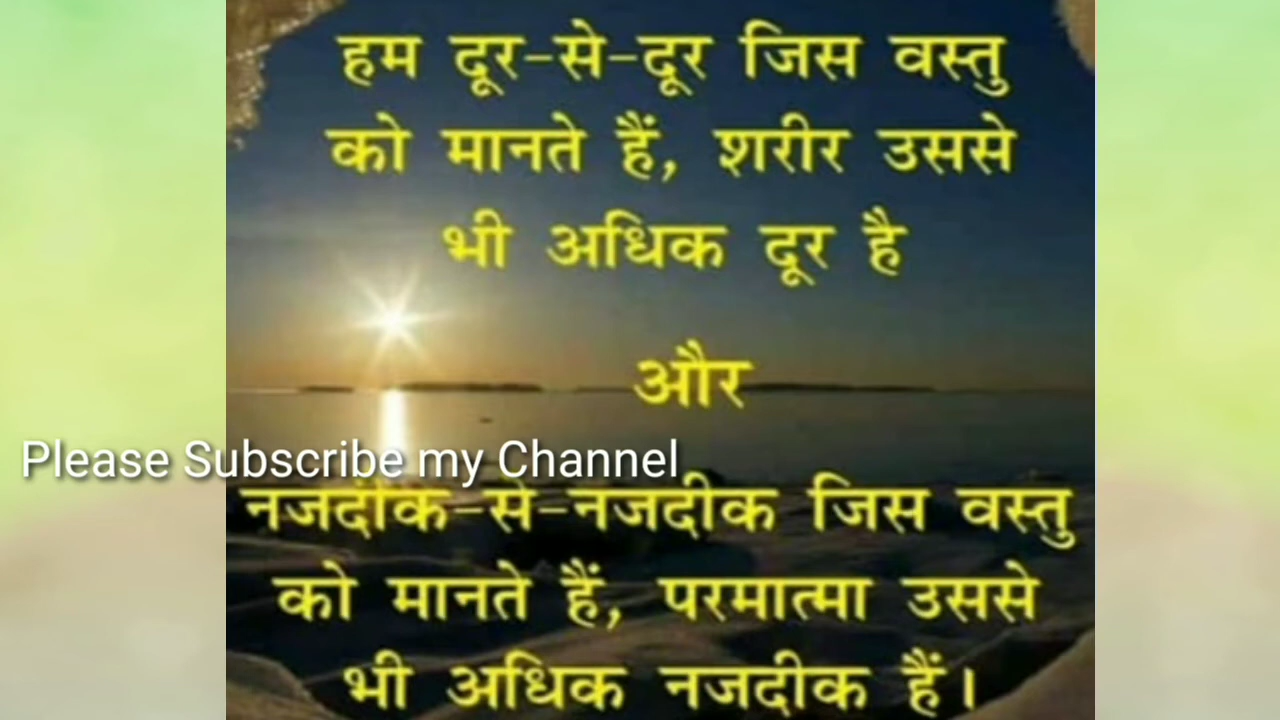 हम दूर-से-दूर जिस वस्तु
को मानते हैं, शरीर उससे
भी अधिक दूर है
और
Please Subscribe my Channel
नजदीक-से-नजदीक जिस वस्तु
को मानते हैं, परमात्मा उससे
भी अधिक नजदीक हैं।